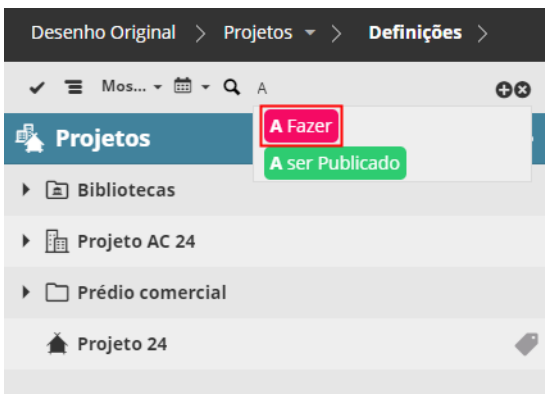 Desenho Original > Projetos > Definições >
Mos... A
A Fazer
Projetos
A ser Publicado
Bibliotecas
Projeto AC 24
Prédio comercial
Projeto 24